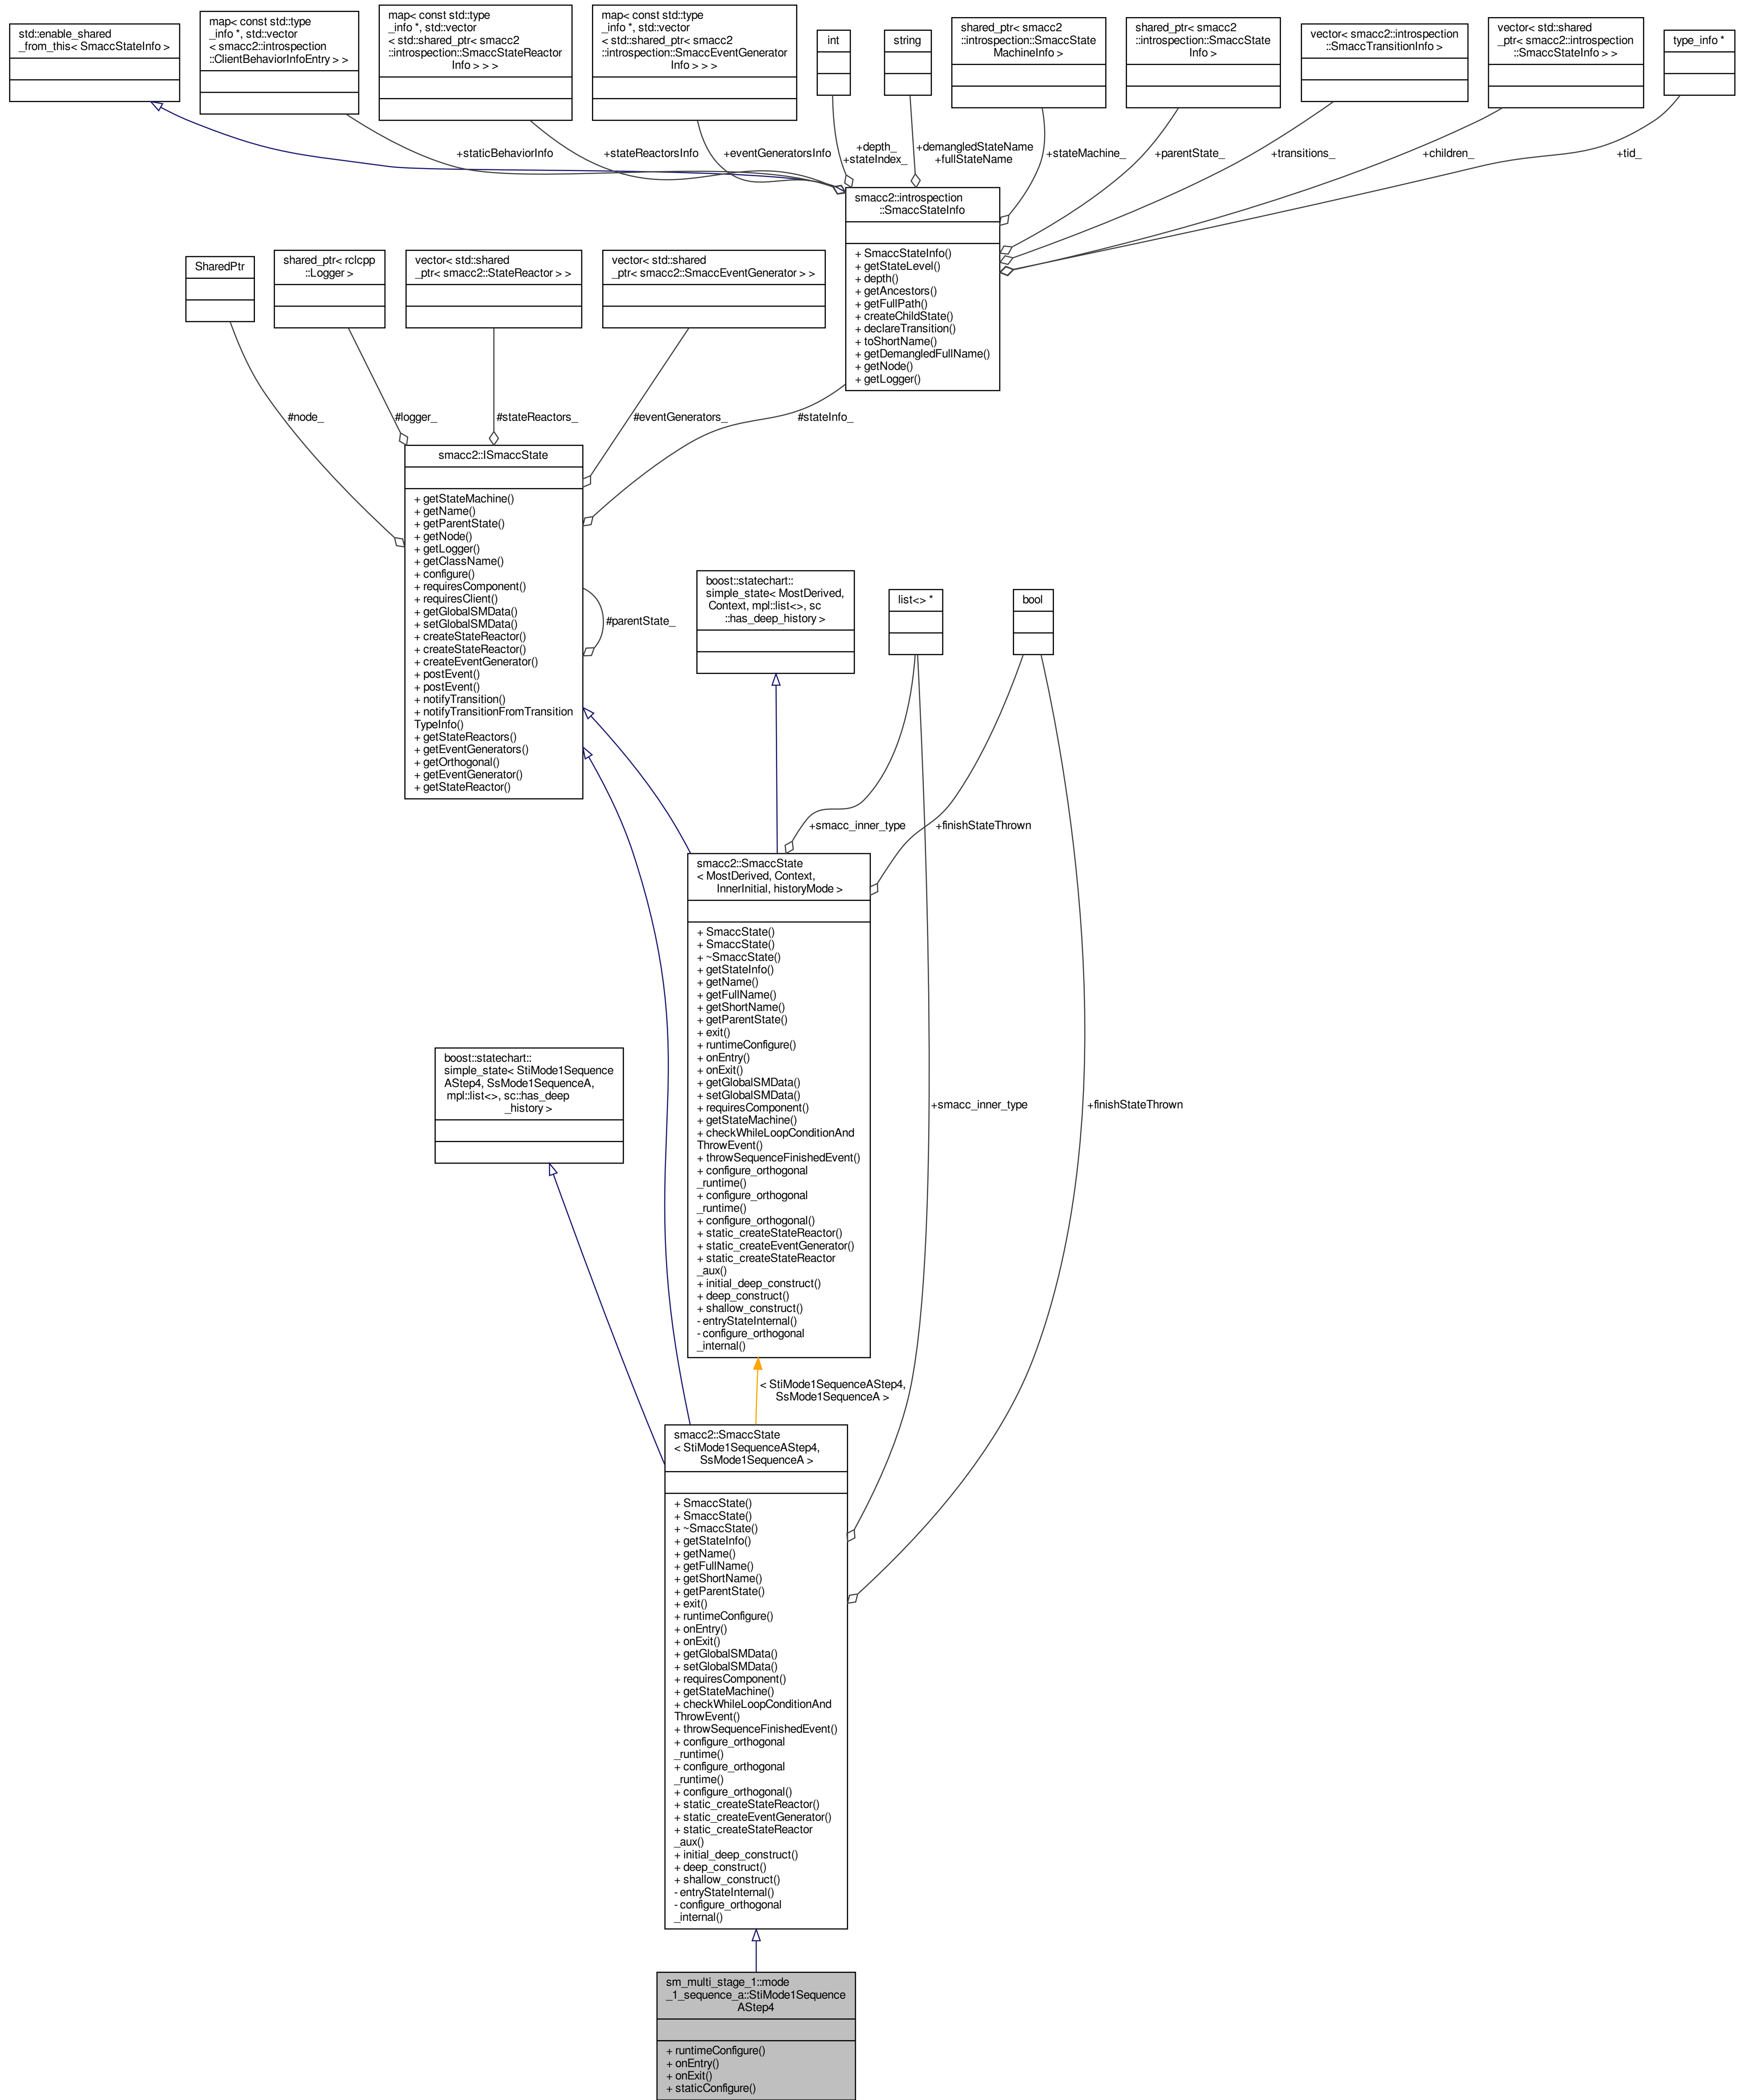 std::enable_shared
_from_this< SmaccStateInfo >
map< const std::type
_info *, std::vector
< smacc2::introspection
::ClientBehaviorInfoEntry > >
map< const std::type
_info *, std::vector
< std::shared_ptr< smacc2
::introspection::SmaccStateReactor
Info > > >
map< const std::type
_info *, std::vector
< std::shared_ptr< smacc2
::introspection::SmaccEventGenerator
Info > > >
int
string
shared_ptr< smacc2
::introspection::SmaccState
MachineInfo >
shared_ptr< smacc2
::introspection::SmaccState
Info >
vector< smacc2::introspection
::SmaccTransitionInfo >
vector< std::shared
_ptr< smacc2::introspection
::SmaccStateInfo > >
type_info *
+staticBehaviorInfo
+stateReactorsInfo
+eventGeneratorsInfo
+depth_
+stateIndex_
+demangledStateName
+fullStateName
+stateMachine_
+parentState_
+transitions_
+children_
+tid_
smacc2::introspection
::SmaccStateInfo
+ SmaccStateInfo()
+ getStateLevel()
+ depth()
+ getAncestors()
+ getFullPath()
+ createChildState()
+ declareTransition()
+ toShortName()
+ getDemangledFullName()
+ getNode()
+ getLogger()
SharedPtr
shared_ptr< rclcpp
::Logger >
vector< std::shared
_ptr< smacc2::StateReactor > >
vector< std::shared
_ptr< smacc2::SmaccEventGenerator > >
#node_
#logger_
#stateReactors_
#eventGenerators_
#stateInfo_
smacc2::ISmaccState
+ getStateMachine()
+ getName()
+ getParentState()
+ getNode()
+ getLogger()
+ getClassName()
+ configure()
+ requiresComponent()
+ requiresClient()
+ getGlobalSMData()
+ setGlobalSMData()
+ createStateReactor()
+ createStateReactor()
+ createEventGenerator()
+ postEvent()
+ postEvent()
+ notifyTransition()
+ notifyTransitionFromTransition
TypeInfo()
+ getStateReactors()
+ getEventGenerators()
+ getOrthogonal()
+ getEventGenerator()
+ getStateReactor()
#parentState_
boost::statechart::
simple_state< MostDerived,
Context, mpl::list<>, sc
::has_deep_history >
list<> *
bool
+smacc_inner_type
+finishStateThrown
smacc2::SmaccState
< MostDerived, Context,
InnerInitial, historyMode >
+ SmaccState()
+ SmaccState()
+ ~SmaccState()
+ getStateInfo()
+ getName()
+ getFullName()
+ getShortName()
+ getParentState()
+ exit()
+ runtimeConfigure()
+ onEntry()
+ onExit()
+ getGlobalSMData()
+ setGlobalSMData()
+ requiresComponent()
+ getStateMachine()
+ checkWhileLoopConditionAnd
ThrowEvent()
+ throwSequenceFinishedEvent()
+ configure_orthogonal
_runtime()
+ configure_orthogonal
_runtime()
+ configure_orthogonal()
+ static_createStateReactor()
+ static_createEventGenerator()
+ static_createStateReactor
_aux()
+ initial_deep_construct()
+ deep_construct()
+ shallow_construct()
- entryStateInternal()
- configure_orthogonal
_internal()
boost::statechart::
simple_state< StiMode1Sequence
AStep4, SsMode1SequenceA,
mpl::list<>, sc::has_deep
_history >
+smacc_inner_type
+finishStateThrown
< StiMode1SequenceAStep4,
SsMode1SequenceA >
smacc2::SmaccState
< StiMode1SequenceAStep4,
SsMode1SequenceA >
+ SmaccState()
+ SmaccState()
+ ~SmaccState()
+ getStateInfo()
+ getName()
+ getFullName()
+ getShortName()
+ getParentState()
+ exit()
+ runtimeConfigure()
+ onEntry()
+ onExit()
+ getGlobalSMData()
+ setGlobalSMData()
+ requiresComponent()
+ getStateMachine()
+ checkWhileLoopConditionAnd
ThrowEvent()
+ throwSequenceFinishedEvent()
+ configure_orthogonal
_runtime()
+ configure_orthogonal
_runtime()
+ configure_orthogonal()
+ static_createStateReactor()
+ static_createEventGenerator()
+ static_createStateReactor
_aux()
+ initial_deep_construct()
+ deep_construct()
+ shallow_construct()
- entryStateInternal()
- configure_orthogonal
_internal()
sm_multi_stage_1::mode
_1_sequence_a::StiMode1Sequence
AStep4
+ runtimeConfigure()
+ onEntry()
+ onExit()
+ staticConfigure()